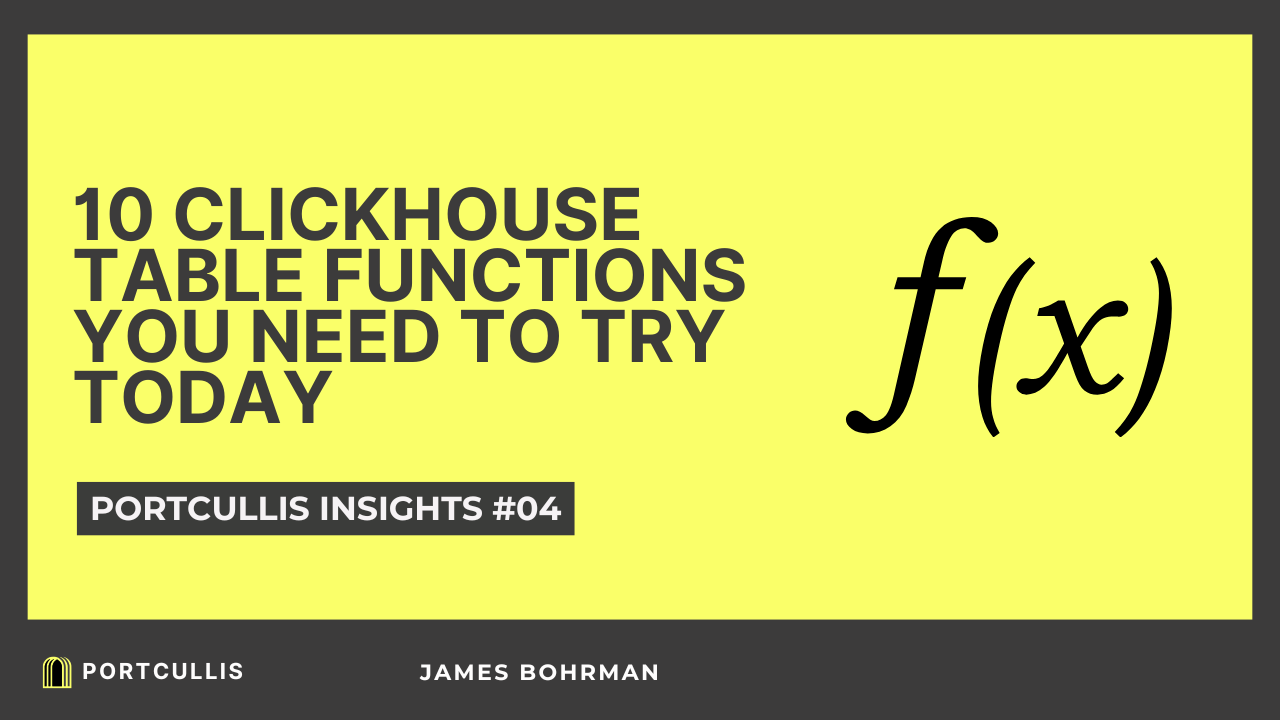 10 CLICKHOUSE
TABLE FUNCTIONS
YOU NEED TO TRY
TODAY
f(x)
PORTCULLIS INSIGHTS #04
PORTCULLIS
JAMES BOHRMAN